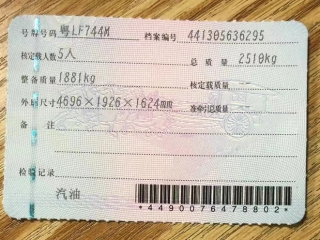 号牌号码 粤LF744M 档案编号 441305636295
核定载人数 5人 总质量 2510kg
整备质量 1881kg 核定载质量 --
外廓尺寸 4696×1926×1624mm 准牵引总质量 --
备注
检验记录
汽油
*4490076478802*